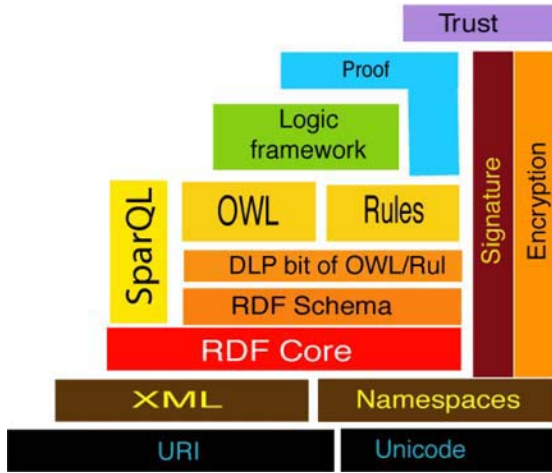 Trust
Proof
Logic
framework
SparQL
OWL
Rules
Signature
Encryption
DLP bit of OWL/Rul
RDF Schema
RDF Core
XML
Namespaces
URI
Unicode